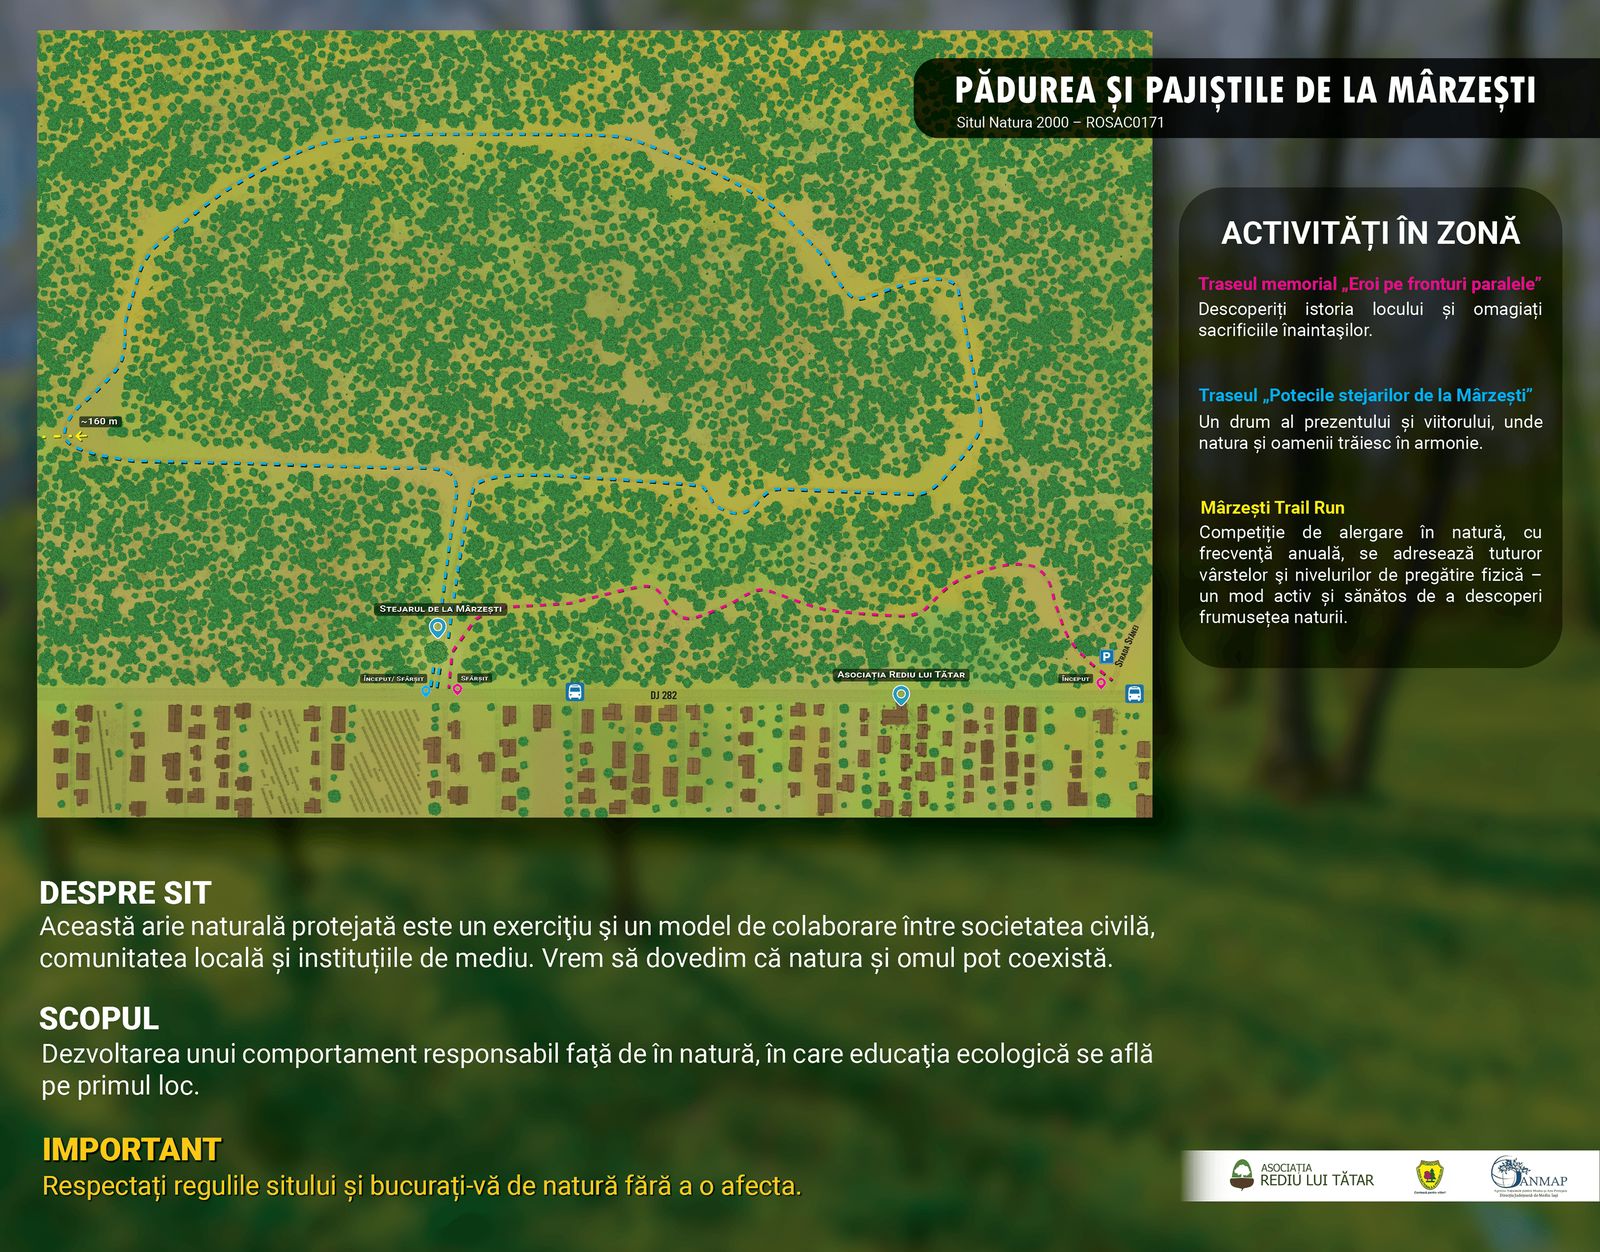 PĂDUREA ȘI PAJIȘTILE DE LA MÂRZEȘTI
Situl Natura 2000 – ROSAC0171
~160 m
Stejarul de la Mârzești
Început/ Sfârșit
Sfârșit
DJ 282
Asociația Rediu lui Tătar
Început
P
Strada Stânei
ACTIVITĂȚI ÎN ZONĂ
Traseul memorial „Eroi pe fronturi paralele”
Descoperiți istoria locului și omagiați
sacrificiile înaintaşilor.
Traseul „Potecile stejarilor de la Mârzești”
Un drum al prezentului și viitorului, unde
natura și oamenii trăiesc în armonie.
Mârzești Trail Run
Competiție de alergare în natură, cu
frecvenţă anuală, se adresează tuturor
vârstelor şi nivelurilor de pregătire fizică –
un mod activ și sănătos de a descoperi
frumusețea naturii.
DESPRE SIT
Această arie naturală protejată este un exerciţiu şi un model de colaborare între societatea civilă,
comunitatea locală și instituțiile de mediu. Vrem să dovedim că natura și omul pot coexistă.
SCOPUL
Dezvoltarea unui comportament responsabil faţă de în natură, în care educaţia ecologică se află
pe primul loc.
IMPORTANT
Respectați regulile sitului și bucurați-vă de natură fără a o afecta.
ASOCIAȚIA
REDIU LUI TĂTAR
ANMAP